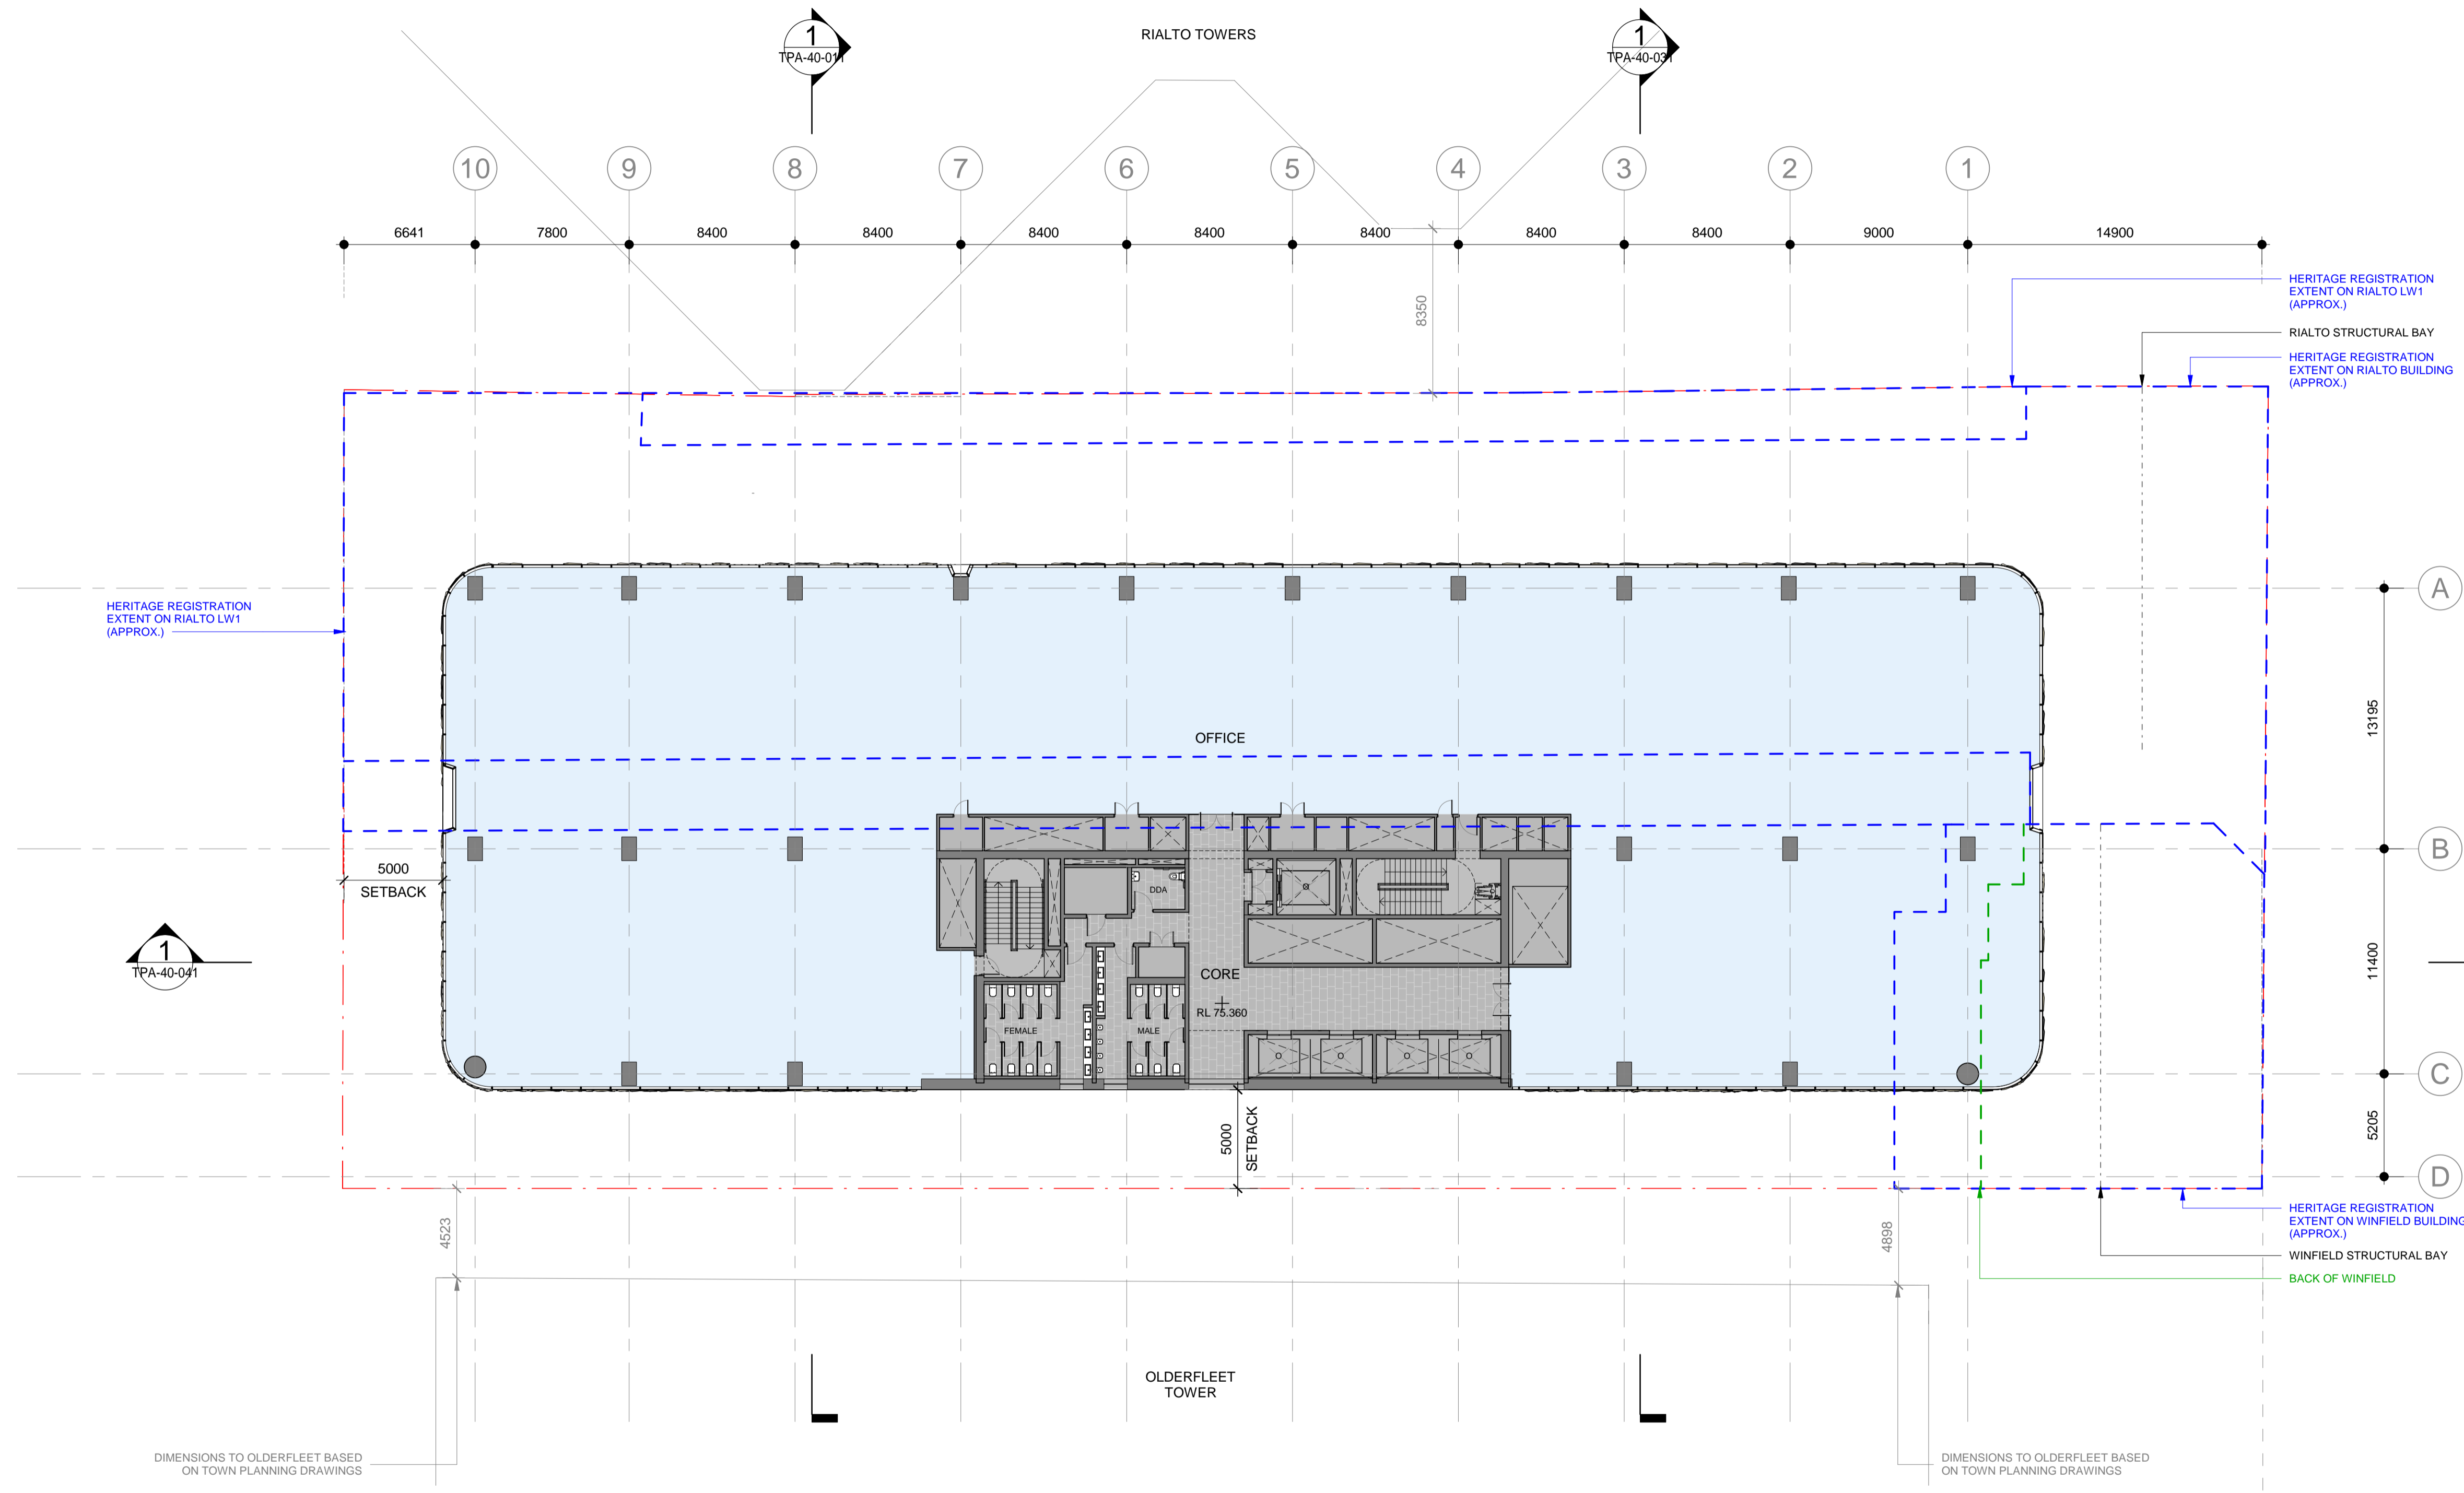 RIALTO TOWERS
1
TPA-40-011
1
TPA-40-031
10
9
8
7
6
5
4
3
2
1
6641
7800
8400
8400
8400
8400
8400
8400
8400
9000
14900
8350
HERITAGE REGISTRATION
EXTENT ON RIALTO LW1
(APPROX.)
RIALTO STRUCTURAL BAY
HERITAGE REGISTRATION
EXTENT ON RIALTO BUILDING
(APPROX.)
A
HERITAGE REGISTRATION
EXTENT ON RIALTO LW1
(APPROX.)
13195
OFFICE
B
5000
SETBACK
DDA
1
TPA-40-041
CORE
11400
RL 75.360
FEMALE
MALE
C
5000
SETBACK
5205
D
4523
4898
HERITAGE REGISTRATION
EXTENT ON WINFIELD BUILDING
(APPROX.)
WINFIELD STRUCTURAL BAY
BACK OF WINFIELD
OLDERFLEET
TOWER
DIMENSIONS TO OLDERFLEET BASED
ON TOWN PLANNING DRAWINGS
DIMENSIONS TO OLDERFLEET BASED
ON TOWN PLANNING DRAWINGS